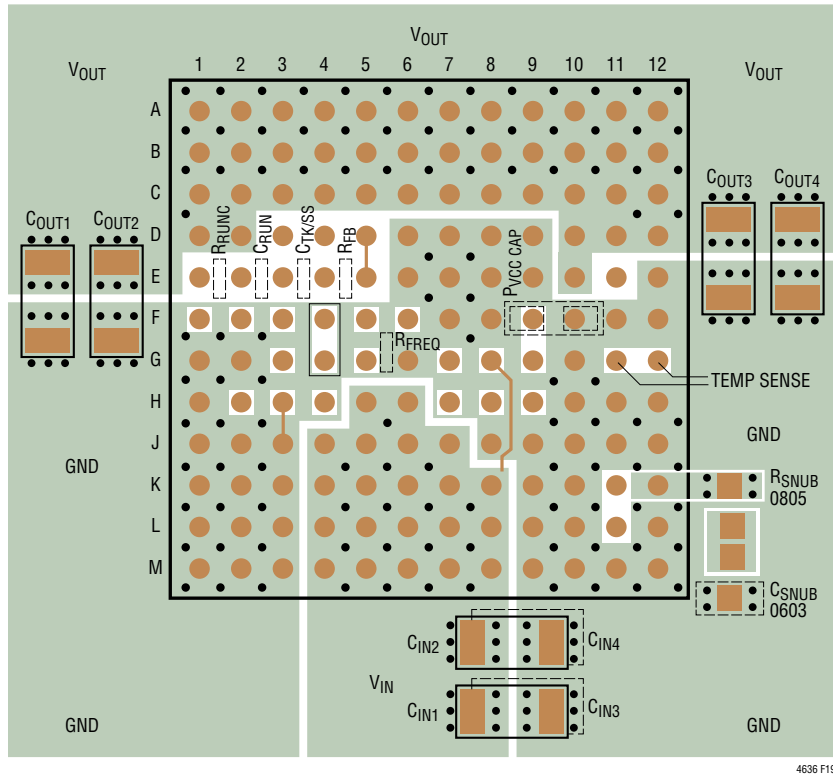 VOUT
VOUT VOUT
1 2 3 4 5 6 7 8 9 10 11 12
A
B
C
COUT1 COUT2 COUT3 COUT4
D
RRUNC CRUN CTK/SS RFB PVCC CAP
E
F
RFREQ
G
TEMP SENSE
H
GND
J
GND
K
RSNUB
0805
L
M
CSNUB
0603
CIN2 CIN4
VIN
CIN1 CIN3
GND GND
4636 F19